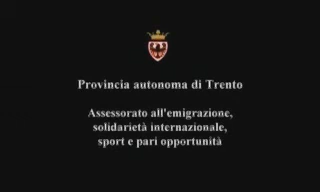 Provincia autonoma di Trento
Assessorato all'emigrazione,
solidarietà internazionale,
sport e pari opportunità